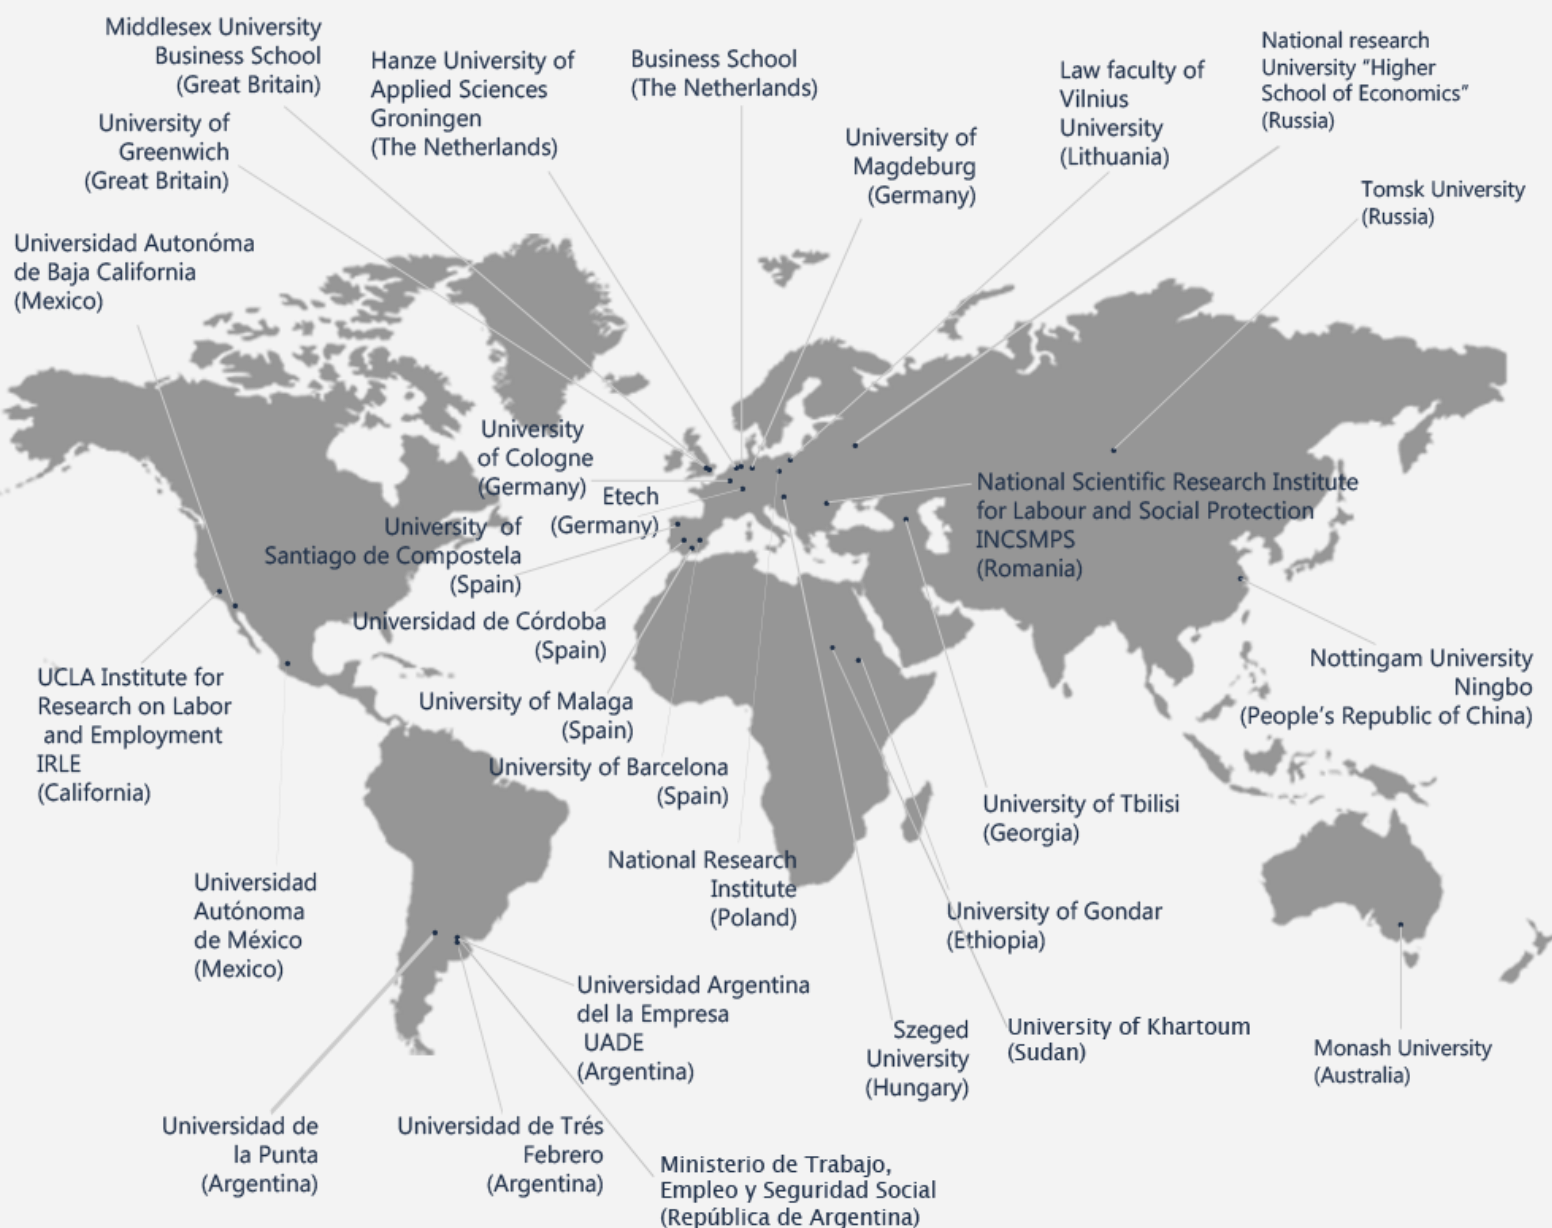 Middlesex University
Business School
(Great Britain)
Hanze University of
Applied Sciences
Groningen
(The Netherlands)
Business School
(The Netherlands)
Law faculty of
Vilnius
University
(Lithuania)
National research
University “Higher
School of Economics”
(Russia)
University of
Greenwich
(Great Britain)
University of
Magdeburg
(Germany)
Tomsk University
(Russia)
Universidad Autonóma
de Baja California
(Mexico)
University
of Cologne
(Germany)
Etech
(Germany)
National Scientific Research Institute
for Labour and Social Protection
INCSMPS
(Romania)
University of
Santiago de Compostela
(Spain)
Universidad de Córdoba
(Spain)
Nottingam University
Ningbo
(People’s Republic of China)
UCLA Institute for
Research on Labor
and Employment
IRLE
(California)
University of Malaga
(Spain)
University of Barcelona
(Spain)
University of Tbilisi
(Georgia)
National Research
Institute
(Poland)
Universidad
Autónoma
de México
(Mexico)
University of Gondar
(Ethiopia)
Universidad Argentina
del la Empresa
UADE
(Argentina)
Szeged
University
(Hungary)
University of Khartoum
(Sudan)
Monash University
(Australia)
Universidad de
la Punta
(Argentina)
Universidad de Trés
Febrero
(Argentina)
Ministerio de Trabajo,
Empleo y Seguridad Social
(República de Argentina)